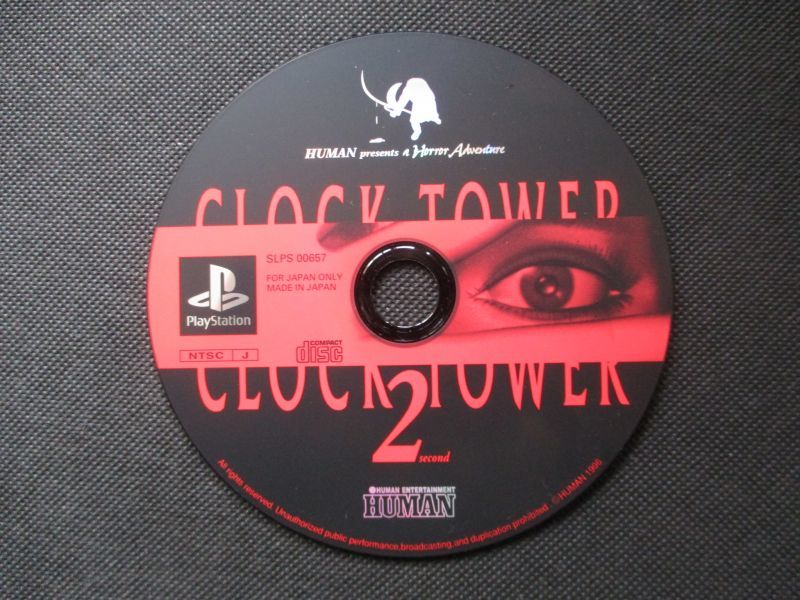 HUMAN presents a Horror Adventure
CLOCK TOWER
SLPS 00657
FOR JAPAN ONLY
MADE IN JAPAN
PlayStation
NTSC J
COMPACT
disc
CLOCK TOWER
2
second
HUMAN ENTERTAINMENT
HUMAN
All rights reserved. Unauthorized public performance,broadcasting,and duplication prohibited. © HUMAN 1996